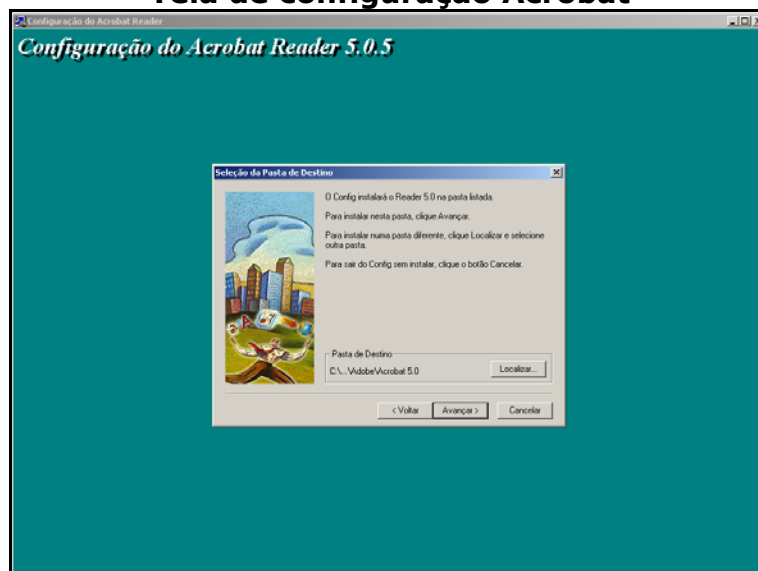 Tela de Configuração Acrobat
Configuração do Acrobat Reader
Configuração do Acrobat Reader 5.0.5
Seleção da Pasta de Destino
O Config instalará o Reader 5.0 na pasta listada.
Para instalar nesta pasta, clique Avançar.
Para instalar numa pasta diferente, clique Localizar e selecione
outra pasta.
Para sair do Config sem instalar, clique o botão Cancelar.
Pasta de Destino
C:\...\Adobe\Acrobat 5.0
Localizar...
< Voltar
Avançar >
Cancelar